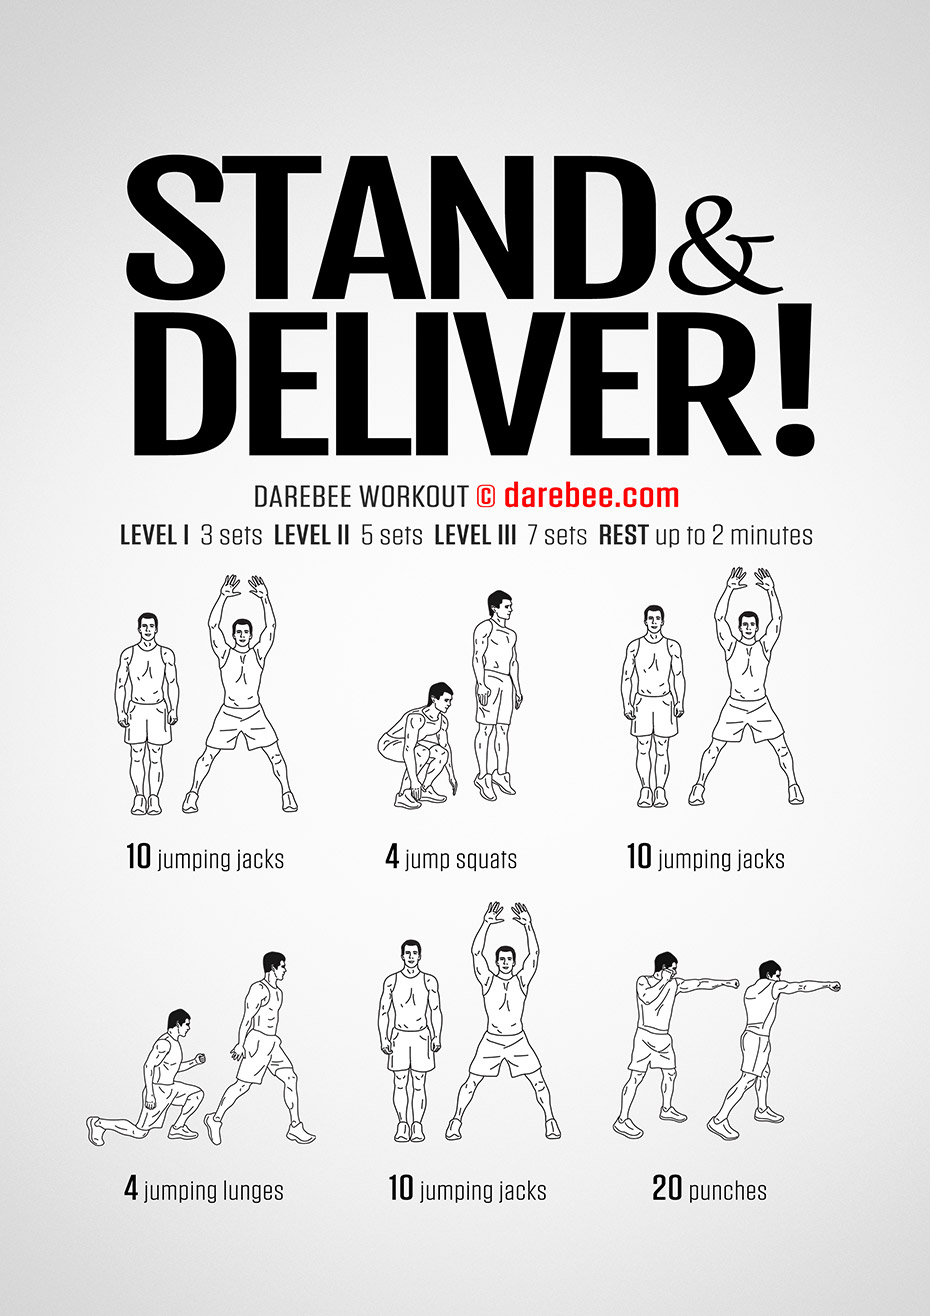 STAND &
DELIVER!
DAREBEE WORKOUT © darebee.com
LEVEL I 3 sets LEVEL II 5 sets LEVEL III 7 sets REST up to 2 minutes
10 jumping jacks
4 jump squats
10 jumping jacks
4 jumping lunges
10 jumping jacks
20 punches